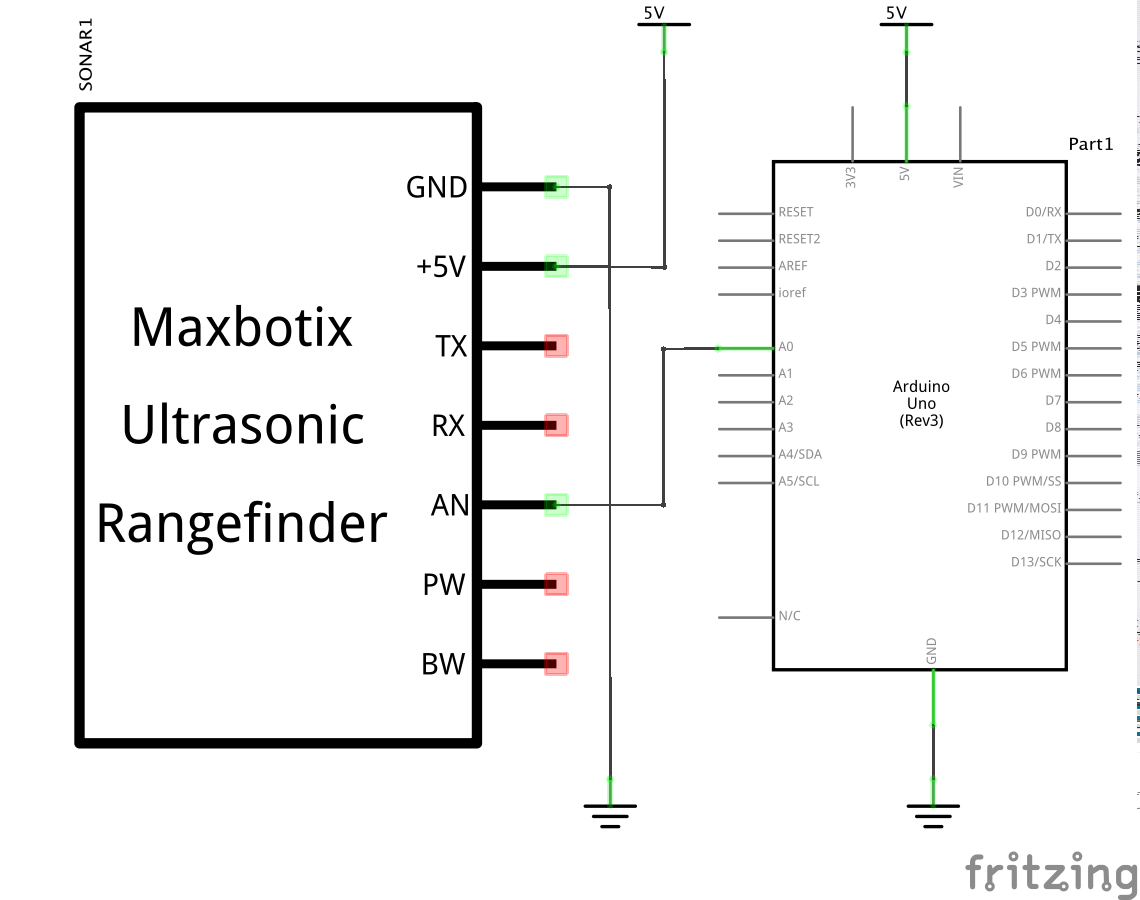 SONAR1
5V
5V
Part1
GND
+5V
TX
RX
AN
PW
BW
Maxbotix
Ultrasonic
Rangefinder
3V3
5V
VIN
RESET
RESET2
AREF
ioref
A0
A1
A2
A3
A4/SDA
A5/SCL
N/C
Arduino
Uno
(Rev3)
D0/RX
D1/TX
D2
D3 PWM
D4
D5 PWM
D6 PWM
D7
D8
D9 PWM
D10 PWM/SS
D11 PWM/MOSI
D12/MISO
D13/SCK
GND
fritzing